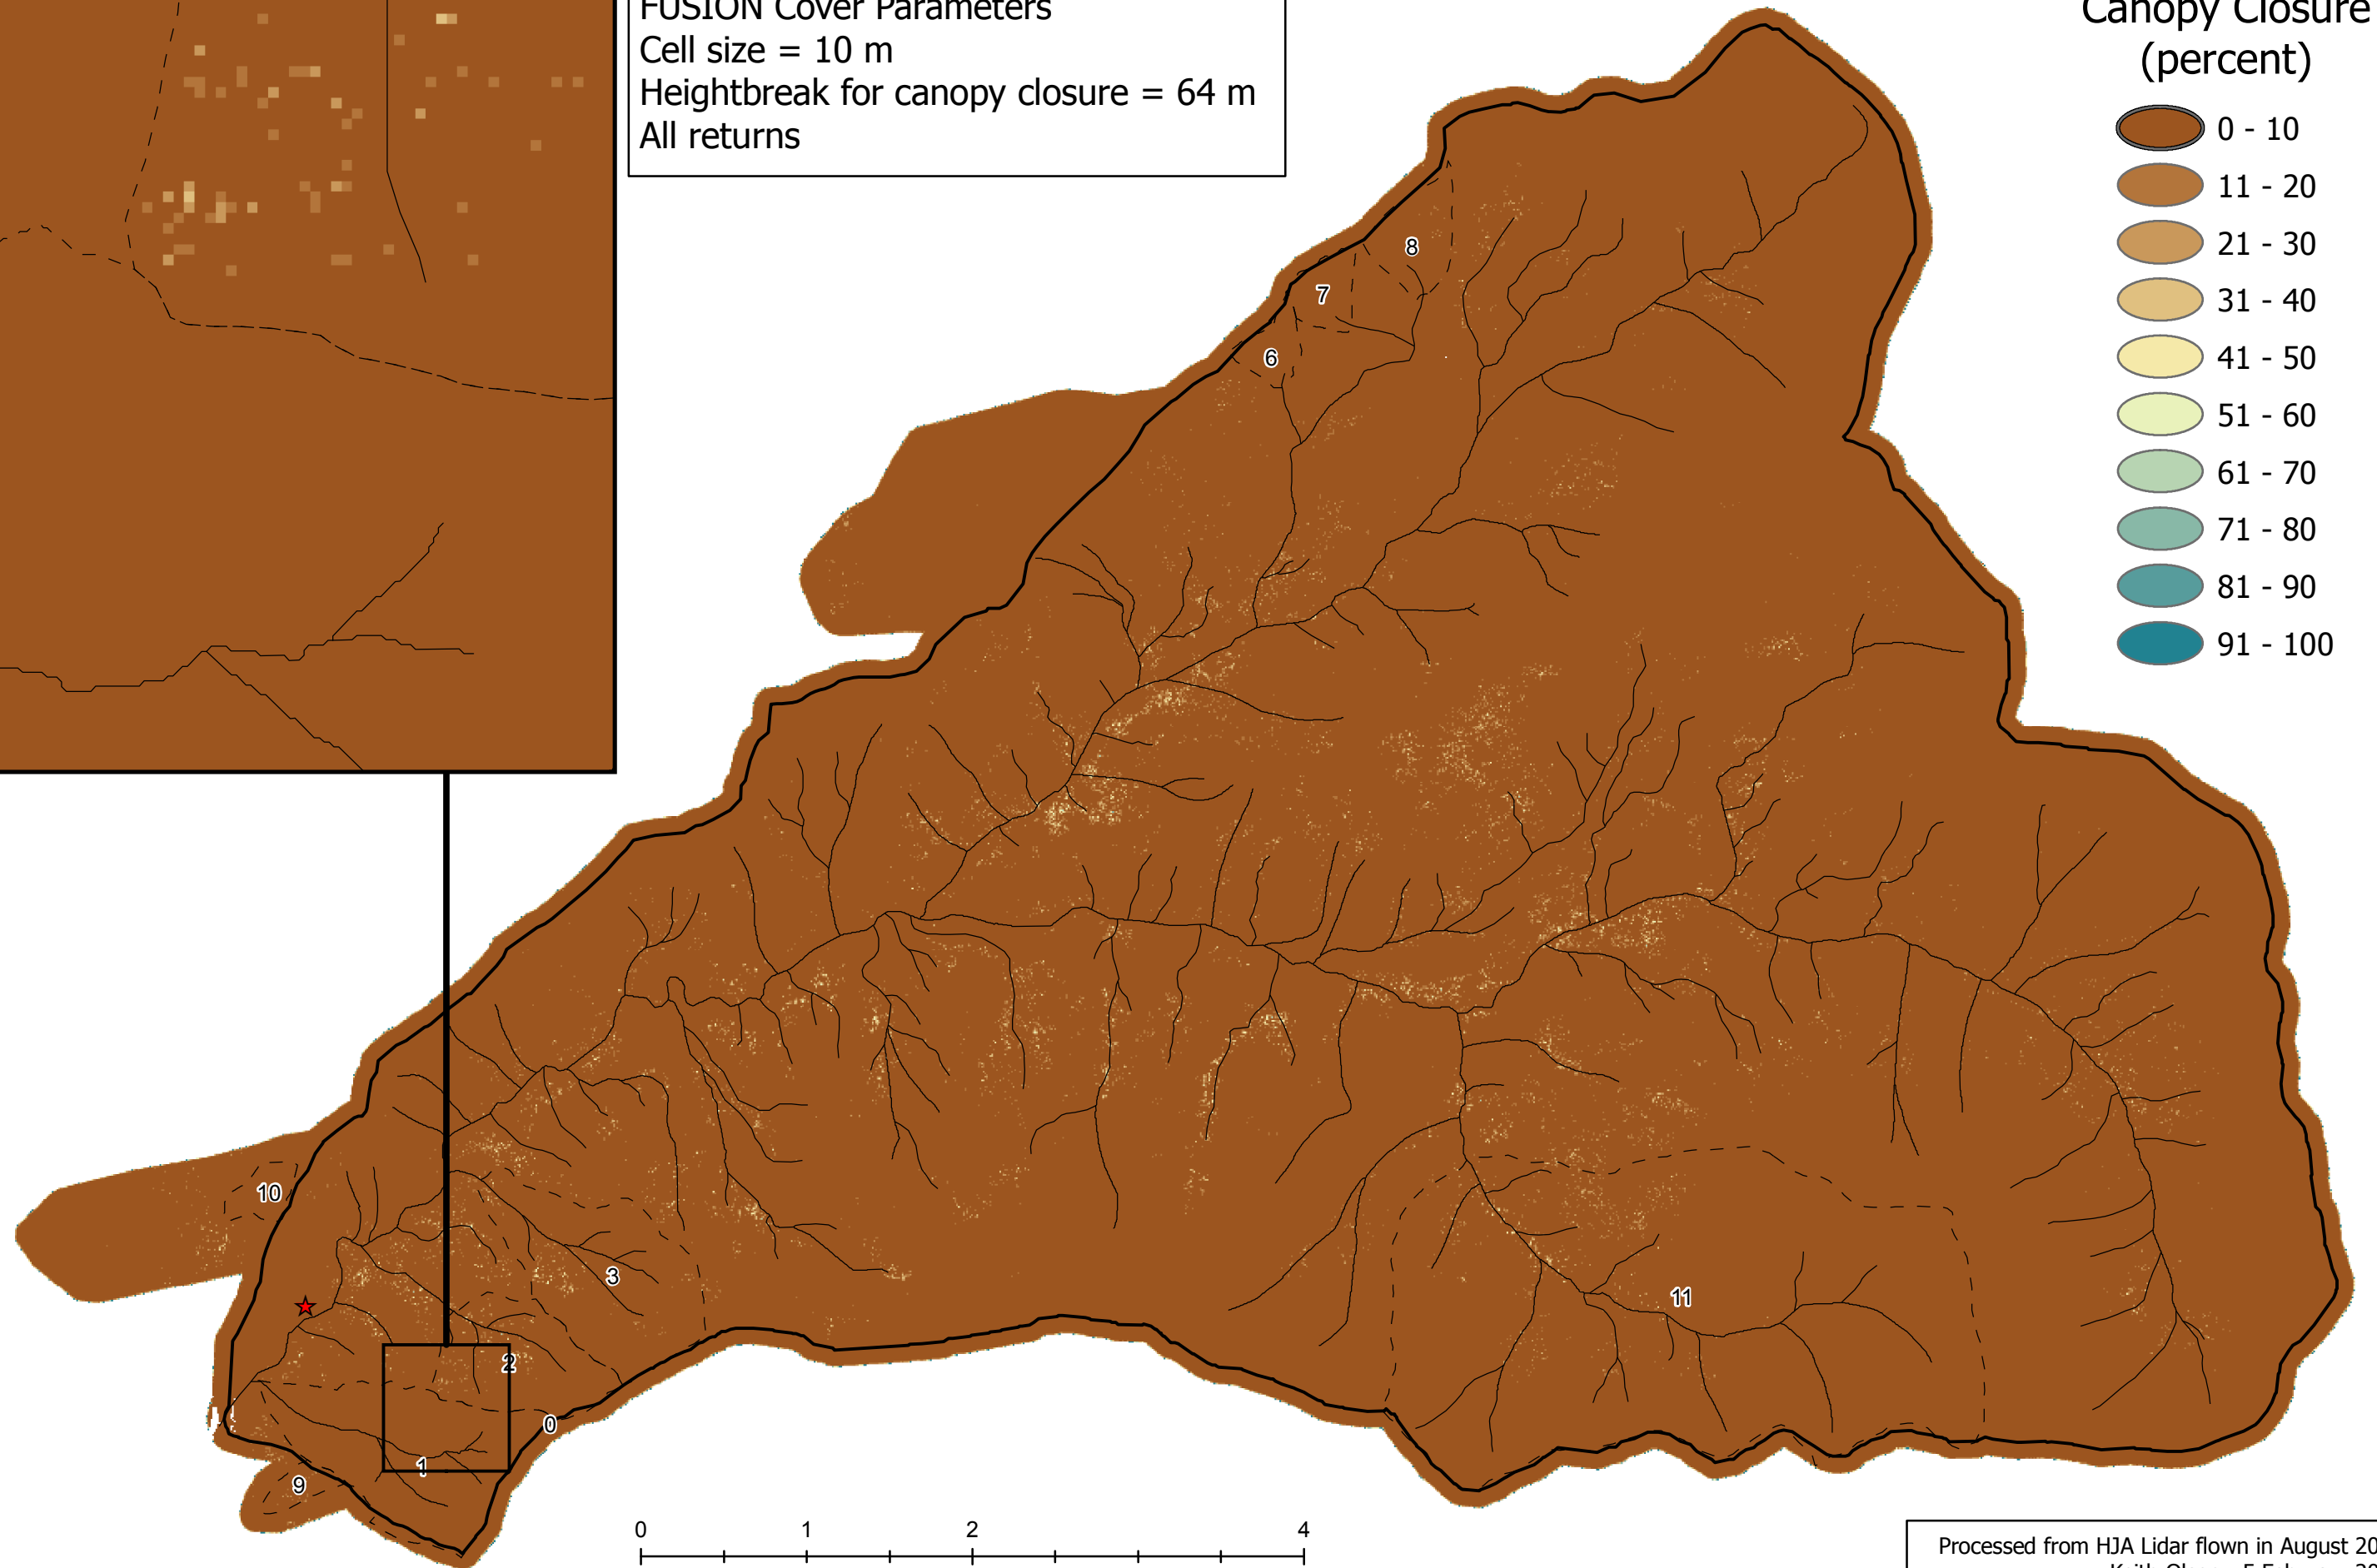 FUSION Cover Parameters
Cell size = 10 m
Heightbreak for canopy closure = 64 m
All returns
Canopy Closure
(percent)
0 - 10
11 - 20
21 - 30
31 - 40
41 - 50
51 - 60
61 - 70
71 - 80
81 - 90
91 - 100
8
7
6
10
3
11
2
0
1
9
0 1 2 4
Processed from HJA Lidar flown in August 20